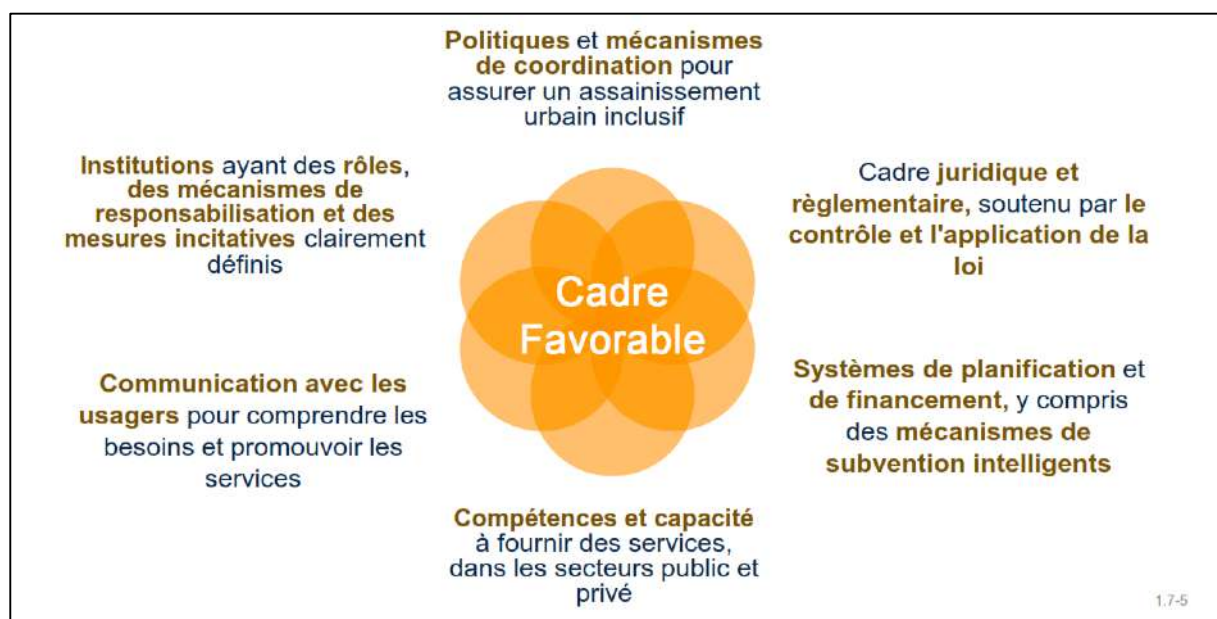 Politiques et mécanismes
de coordination pour
assurer un assainissement
urbain inclusif
Institutions ayant des rôles,
des mécanismes de
responsabilisation et des
mesures incitatives clairement
définis
Cadre juridique et
règlementaire, soutenu par le
contrôle et l'application de la
loi
Cadre
Favorable
Communication avec les
usagers pour comprendre les
besoins et promouvoir les
services
Systèmes de planification et
de financement, y compris
des mécanismes de
subvention intelligents
Compétences et capacité
à fournir des services,
dans les secteurs public et
privé
1.7-5